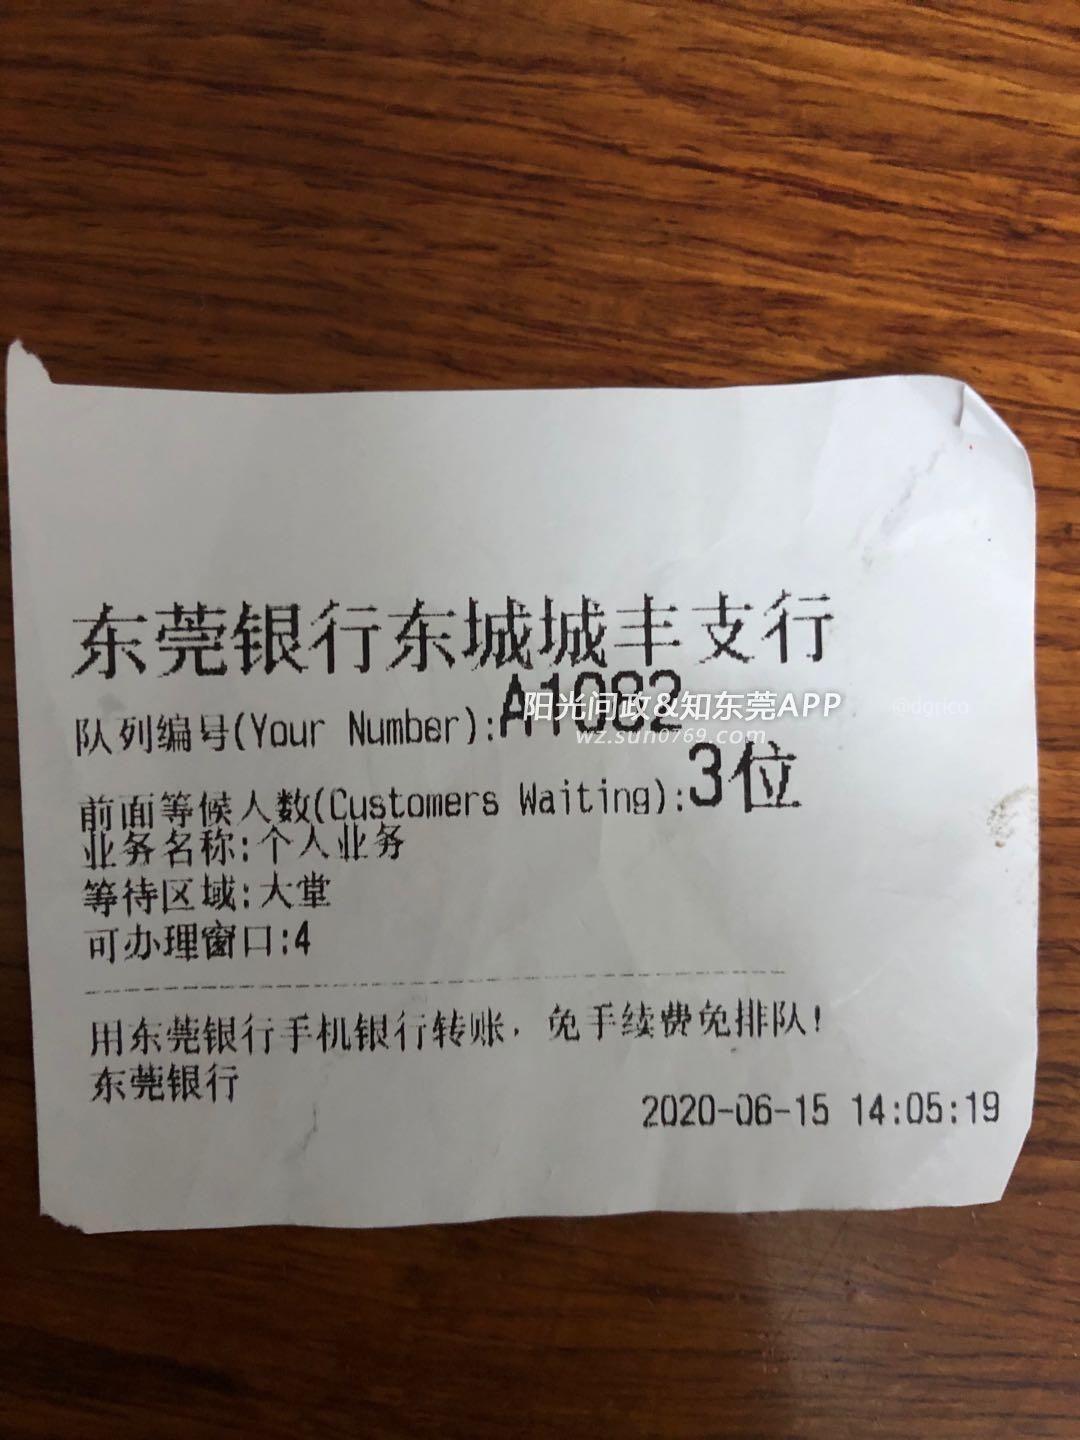 东莞银行东城城丰支行
队列编号(Your Number):A1082
阳光问政&知东莞APP
@dgrico
wz.sun0769.com
前面等候人数(Customers Waiting):3位
业务名称:个人业务
等待区域:大堂
可办理窗口:4
用东莞银行手机银行转账，免手续费免排队!
东莞银行
2020-06-15 14:05:19